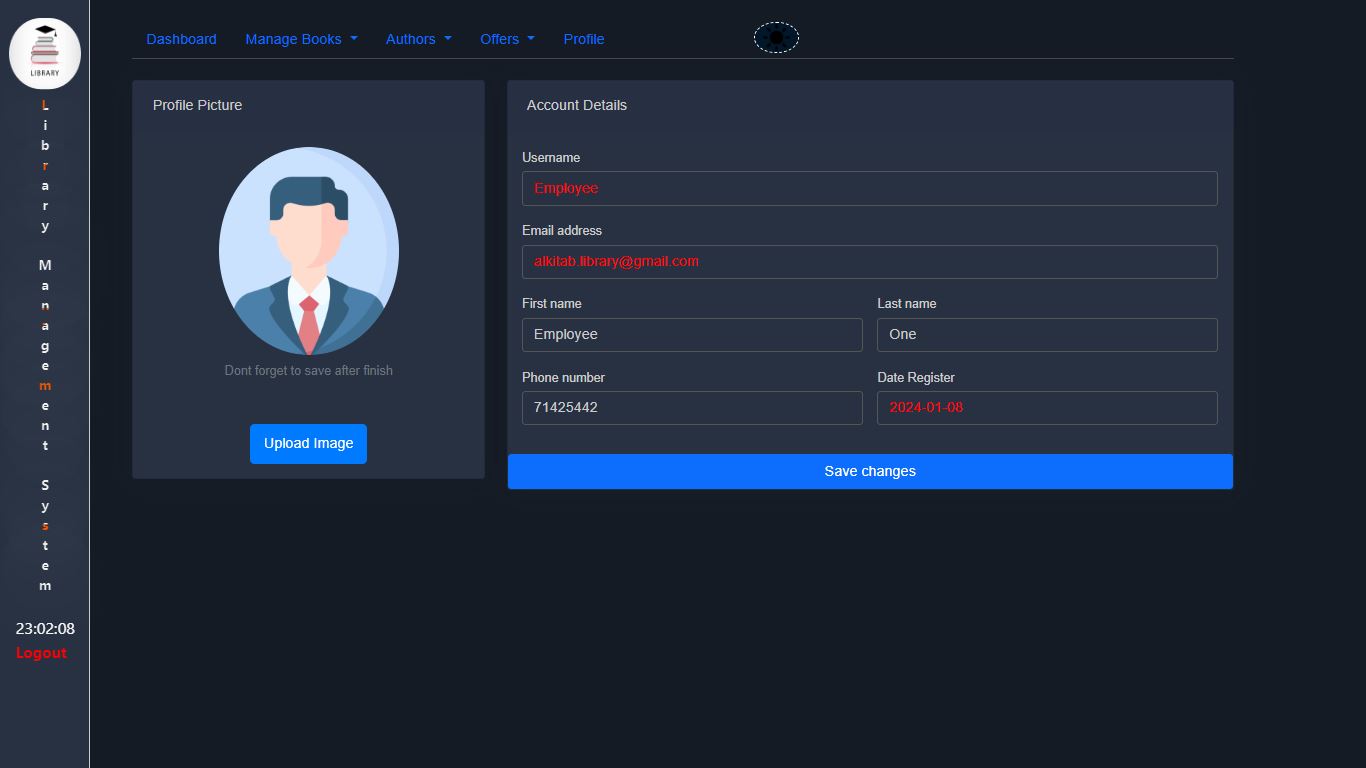 LIBRARY
Library Management System
23:02:08
Logout
Dashboard Manage Books Authors Offers Profile
Profile Picture
Dont forget to save after finish
Upload Image
Account Details
Username
Employee
Email address
alkitab.library@gmail.com
First name Last name
Employee One
Phone number Date Register
71425442 2024-01-08
Save changes